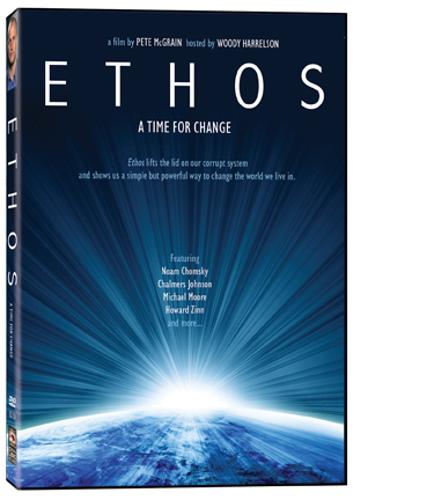 a film by PETE McGRAIN hosted by WOODY HARRELSON
ETHOS
A TIME FOR CHANGE
Ethos lifts the lid on our corrupt system
and shows us a simple but powerful way to change the world we live in.
Featuring
Noam Chomsky
Chalmers Johnson
Michael Moore
Howard Zinn
and more...
ETHOS
A TIME FOR CHANGE
DVD